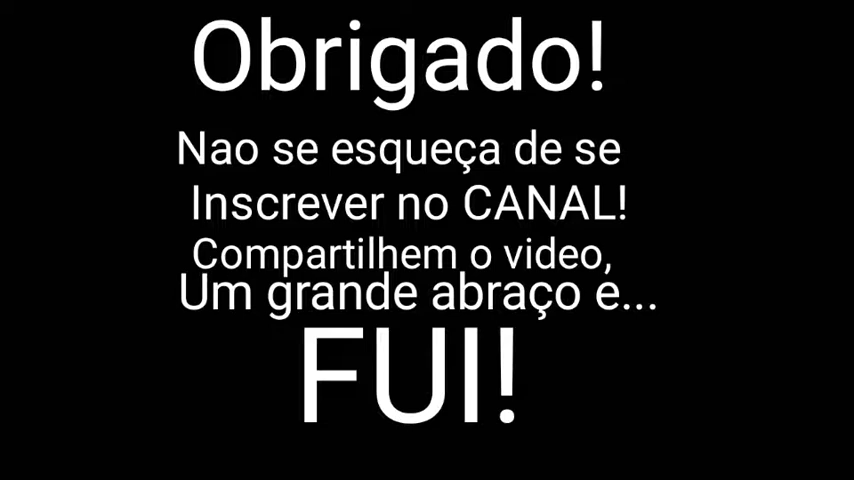 Obrigado!
Nao se esqueça de se
Inscrever no CANAL!
Compartilhem o video,
Um grande abraço e...
FUI!